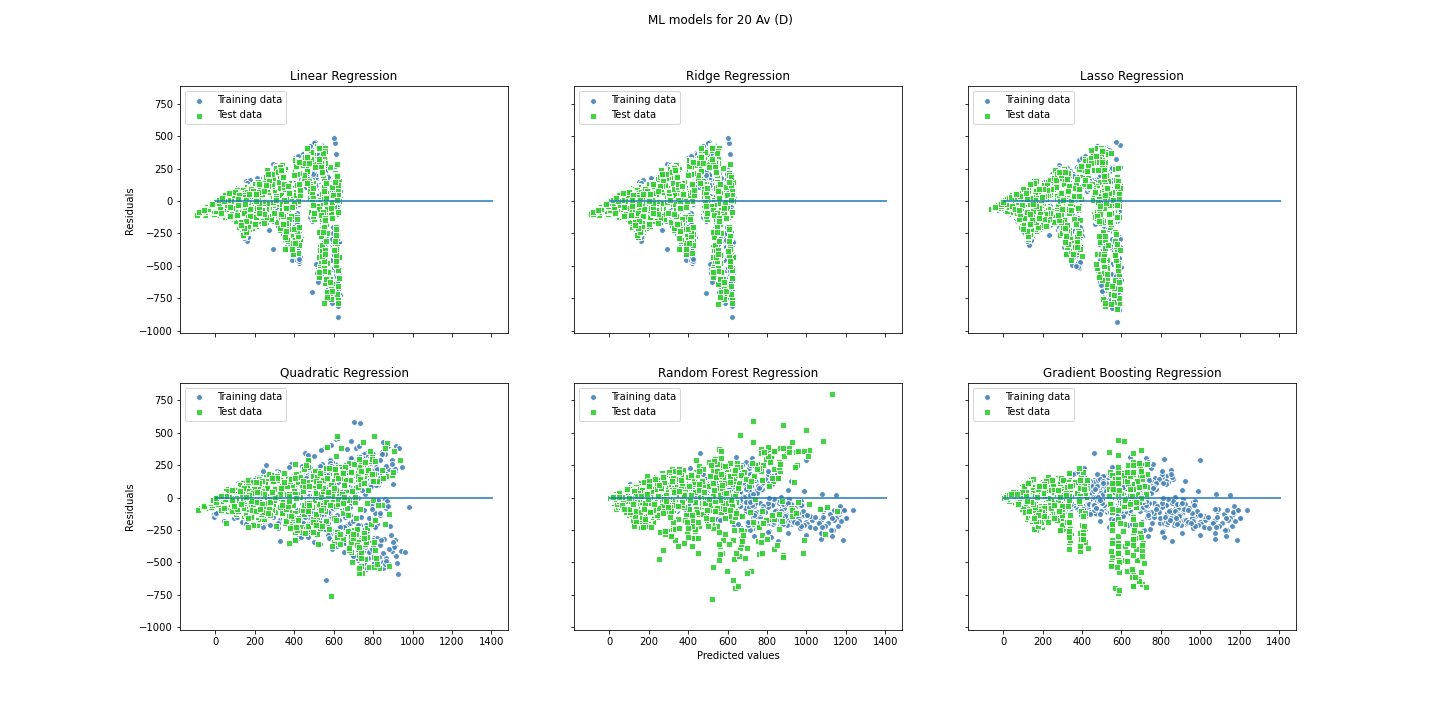 ML models for 20 Av (D)
Linear Regression
Training data
Test data
750
500
250
0
−250
−500
−750
−1000
Residuals
Ridge Regression
Training data
Test data
Lasso Regression
Training data
Test data
Quadratic Regression
Training data
Test data
750
500
250
0
−250
−500
−750
−1000
Residuals
0 200 400 600 800 1000 1200 1400
Random Forest Regression
Training data
Test data
0 200 400 600 800 1000 1200 1400
Predicted values
Gradient Boosting Regression
Training data
Test data
0 200 400 600 800 1000 1200 1400